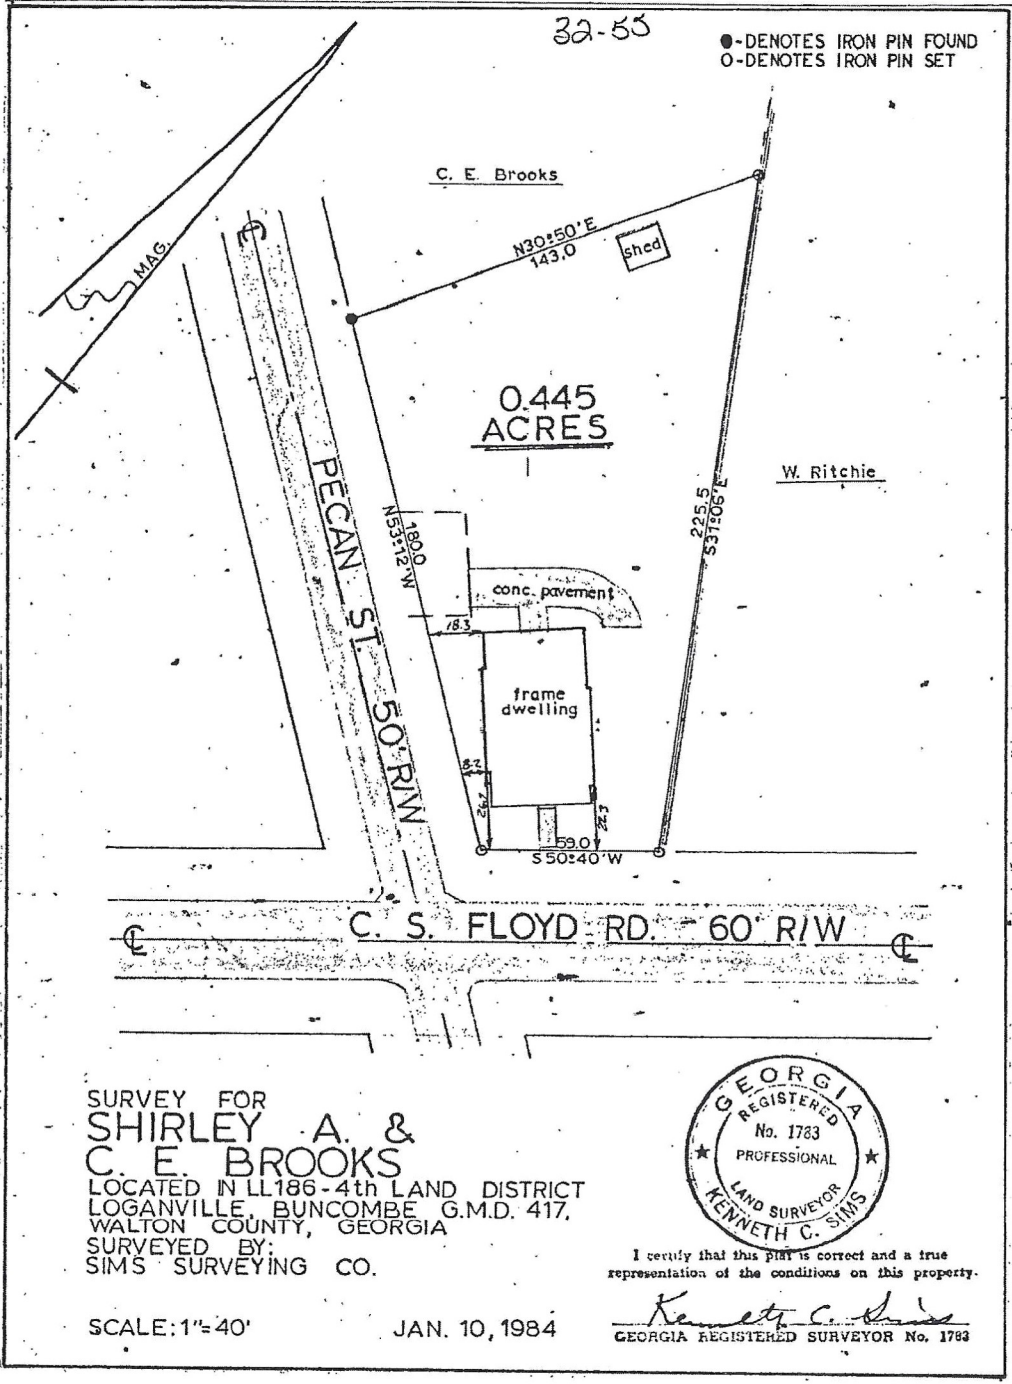 32-55
●-DENOTES IRON PIN FOUND
O-DENOTES IRON PIN SET
C. E. Brooks
N30°50'E
143.0
shed
℄
MAG.
0.445
ACRES
W. Ritchie
225.5
S31°06'E
PECAN ST. 50' R/W
180.0
N53°12'W
conc. pavement
18.3
frame
dwelling
8.2
26.7
22.3
59.0
S50°40'W
C. S. FLOYD RD. - 60' R/W
℄
℄
SURVEY FOR
SHIRLEY A. &
C. E. BROOKS
LOCATED IN LL186-4th LAND DISTRICT
LOGANVILLE, BUNCOMBE G.M.D. 417,
WALTON COUNTY, GEORGIA
SURVEYED BY:
SIMS SURVEYING CO.
SCALE: 1"=40'
JAN. 10, 1984
GEORGIA
REGISTERED
No. 1783
PROFESSIONAL
LAND SURVEYOR
KENNETH C. SIMS
I certify that this plat is correct and a true
representation of the conditions on this property.
Kenneth C. Sims
GEORGIA REGISTERED SURVEYOR No. 1783